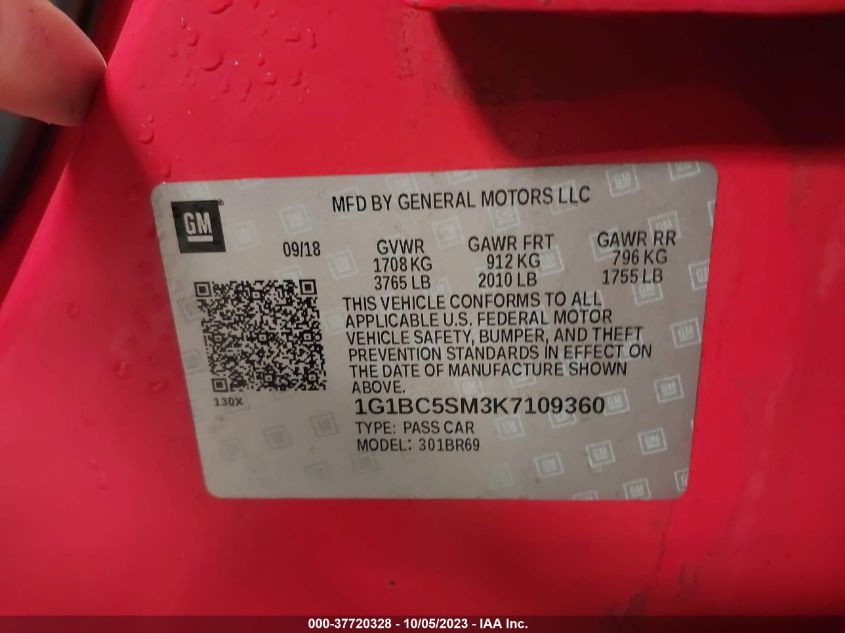 MFD BY GENERAL MOTORS LLC
GM®
09/18 GVWR GAWR FRT GAWR RR
1708 KG 912 KG 796 KG
3765 LB 2010 LB 1755 LB
THIS VEHICLE CONFORMS TO ALL
APPLICABLE U.S. FEDERAL MOTOR
VEHICLE SAFETY, BUMPER, AND THEFT
PREVENTION STANDARDS IN EFFECT ON
THE DATE OF MANUFACTURE SHOWN
ABOVE.
130X
1G1BC5SM3K7109360
TYPE: PASS CAR
MODEL: 301BR69
000-37720328 - 10/05/2023 - IAA Inc.